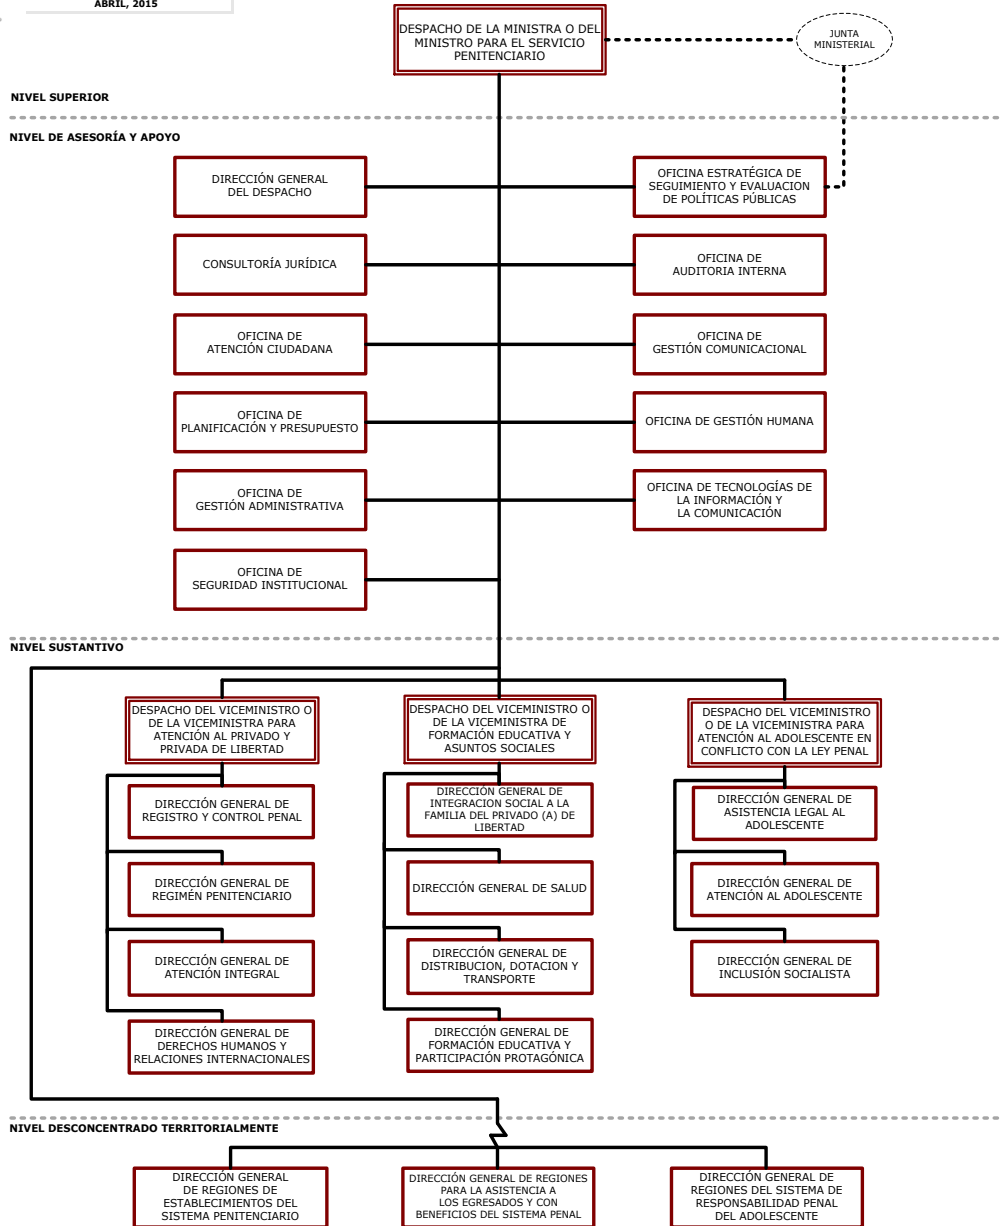 ABRIL, 2015
DESPACHO DE LA MINISTRA O DEL
MINISTRO PARA EL SERVICIO
PENITENCIARIO
JUNTA
MINISTERIAL
NIVEL SUPERIOR
NIVEL DE ASESORÍA Y APOYO
DIRECCIÓN GENERAL
DEL DESPACHO
OFICINA ESTRATÉGICA DE
SEGUIMIENTO Y EVALUACION
DE POLÍTICAS PÚBLICAS
CONSULTORÍA JURÍDICA
OFICINA DE
AUDITORIA INTERNA
OFICINA DE
ATENCIÓN CIUDADANA
OFICINA DE
GESTIÓN COMUNICACIONAL
OFICINA DE
PLANIFICACIÓN Y PRESUPUESTO
OFICINA DE GESTIÓN HUMANA
OFICINA DE
GESTIÓN ADMINISTRATIVA
OFICINA DE TECNOLOGÍAS DE
LA INFORMACIÓN Y
LA COMUNICACIÓN
OFICINA DE
SEGURIDAD INSTITUCIONAL
NIVEL SUSTANTIVO
DESPACHO DEL VICEMINISTRO O
DE LA VICEMINISTRA PARA
ATENCIÓN AL PRIVADO Y
PRIVADA DE LIBERTAD
DESPACHO DEL VICEMINISTRO O
DE LA VICEMINISTRA DE
FORMACIÓN EDUCATIVA Y
ASUNTOS SOCIALES
DESPACHO DEL VICEMINISTRO
O DE LA VICEMINISTRA PARA
ATENCIÓN AL ADOLESCENTE EN
CONFLICTO CON LA LEY PENAL
DIRECCIÓN GENERAL DE
REGISTRO Y CONTROL PENAL
DIRECCIÓN GENERAL DE
INTEGRACION SOCIAL A LA
FAMILIA DEL PRIVADO (A) DE
LIBERTAD
DIRECCIÓN GENERAL DE
ASISTENCIA LEGAL AL
ADOLESCENTE
DIRECCIÓN GENERAL DE
REGIMÉN PENITENCIARIO
DIRECCIÓN GENERAL DE SALUD
DIRECCIÓN GENERAL DE
ATENCIÓN AL ADOLESCENTE
DIRECCIÓN GENERAL DE
ATENCIÓN INTEGRAL
DIRECCIÓN GENERAL DE
DISTRIBUCION, DOTACION Y
TRANSPORTE
DIRECCIÓN GENERAL DE
INCLUSIÓN SOCIALISTA
DIRECCIÓN GENERAL DE
DERECHOS HUMANOS Y
RELACIONES INTERNACIONALES
DIRECCIÓN GENERAL DE
FORMACIÓN EDUCATIVA Y
PARTICIPACIÓN PROTAGÓNICA
NIVEL DESCONCENTRADO TERRITORIALMENTE
DIRECCIÓN GENERAL
DE REGIONES DE
ESTABLECIMIENTOS DEL
SISTEMA PENITENCIARIO
DIRECCIÓN GENERAL DE REGIONES
PARA LA ASISTENCIA A
LOS EGRESADOS Y CON
BENEFICIOS DEL SISTEMA PENAL
DIRECCIÓN GENERAL DE
REGIONES DEL SISTEMA DE
RESPONSABILIDAD PENAL
DEL ADOLESCENTE